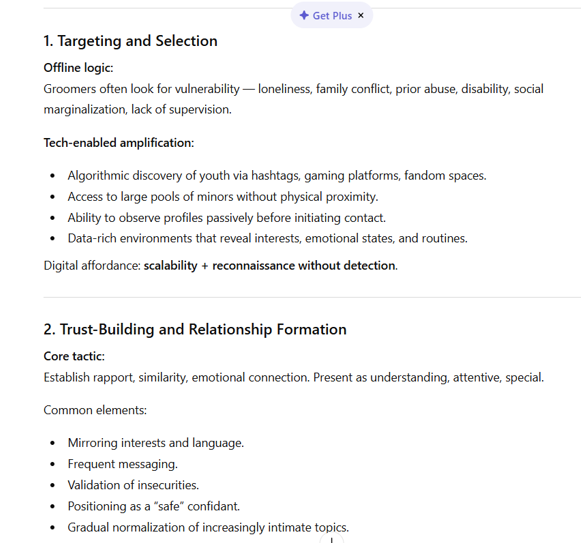 Get Plus ×
1. Targeting and Selection
Offline logic:
Groomers often look for vulnerability — loneliness, family conflict, prior abuse, disability, social
marginalization, lack of supervision.
Tech-enabled amplification:
• Algorithmic discovery of youth via hashtags, gaming platforms, fandom spaces.
• Access to large pools of minors without physical proximity.
• Ability to observe profiles passively before initiating contact.
• Data-rich environments that reveal interests, emotional states, and routines.
Digital affordance: scalability + reconnaissance without detection.
2. Trust-Building and Relationship Formation
Core tactic:
Establish rapport, similarity, emotional connection. Present as understanding, attentive, special.
Common elements:
• Mirroring interests and language.
• Frequent messaging.
• Validation of insecurities.
• Positioning as a “safe” confidant.
• Gradual normalization of increasingly intimate topics.